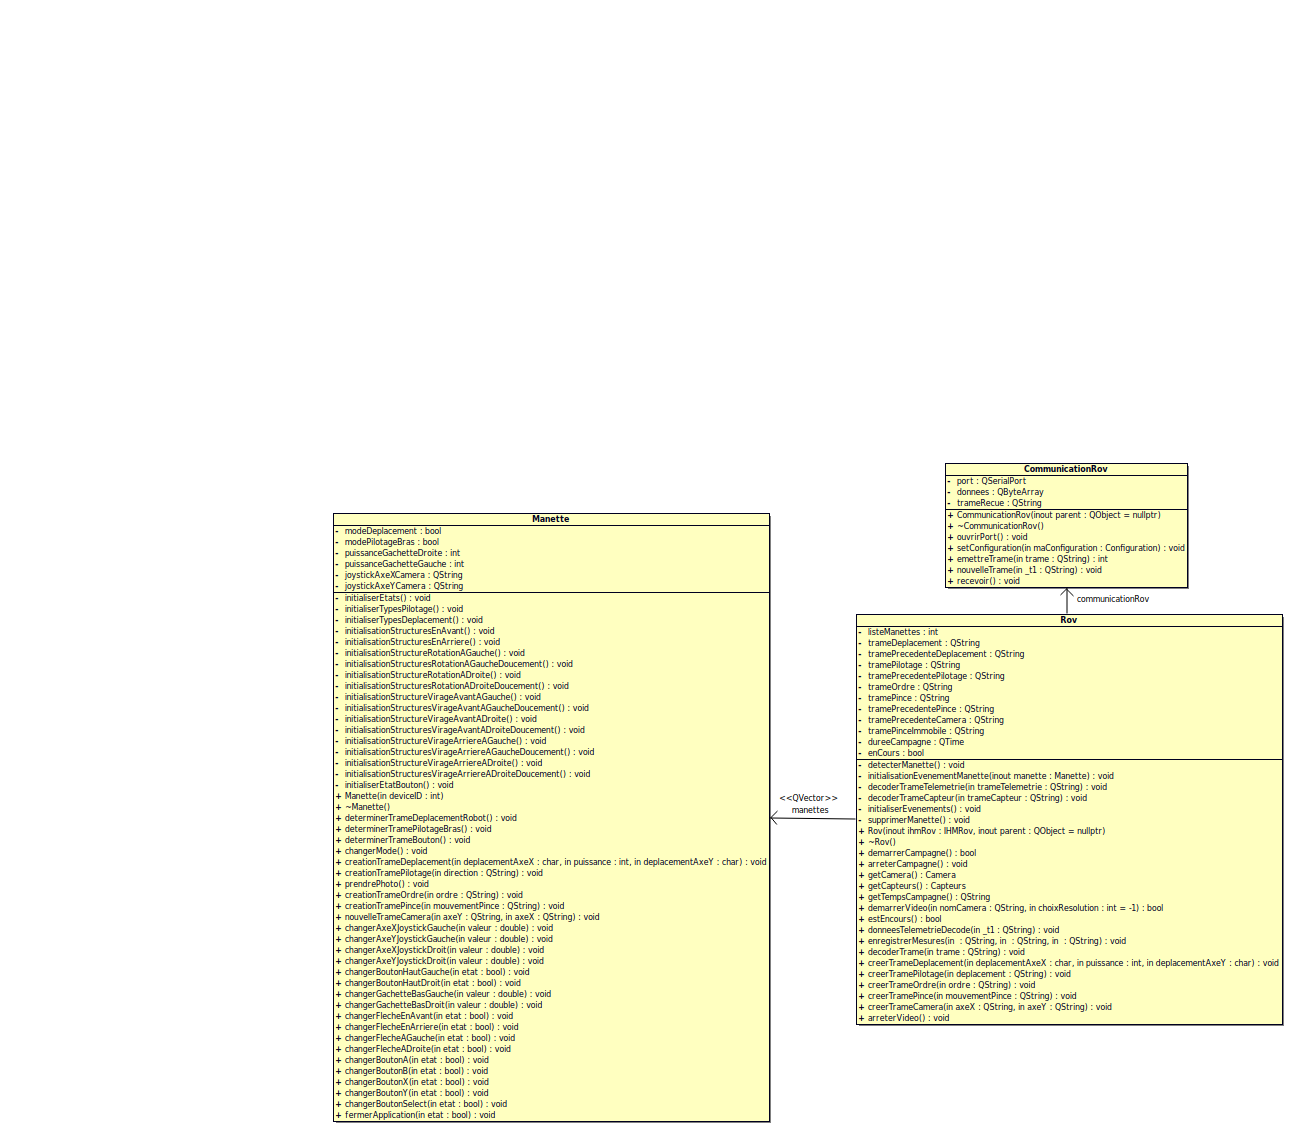 CommunicationRov
- port : QSerialPort
- donnees : QByteArray
- trameRecue : QString
+ CommunicationRov(inout parent : QObject = nullptr)
+ ~CommunicationRov()
+ ouvrirPort() : void
+ setConfiguration(in maConfiguration : Configuration) : void
+ emettreTrame(in trame : QString) : int
+ nouvelleTrame(in _t1 : QString) : void
+ recevoir() : void
communicationRov
Manette
- modeDeplacement : bool
- modePilotageBras : bool
- puissanceGachetteDroite : int
- puissanceGachetteGauche : int
- joystickAxeXCamera : QString
- joystickAxeYCamera : QString
- initialiserEtats() : void
- initialiserTypesPilotage() : void
- initialiserTypesDeplacement() : void
- initialisationStructuresEnAvant() : void
- initialisationStructuresEnArriere() : void
- initialisationStructureRotationAGauche() : void
- initialisationStructuresRotationAGaucheDoucement() : void
- initialisationStructureRotationADroite() : void
- initialisationStructuresRotationADroiteDoucement() : void
- initialisationStructureVirageAvantAGauche() : void
- initialisationStructuresVirageAvantAGaucheDoucement() : void
- initialisationStructureVirageAvantADroite() : void
- initialisationStructuresVirageAvantADroiteDoucement() : void
- initialisationStructureVirageArriereAGauche() : void
- initialisationStructuresVirageArriereAGaucheDoucement() : void
- initialisationStructureVirageArriereADroite() : void
- initialisationStructuresVirageArriereADroiteDoucement() : void
- initialiserEtatBouton() : void
+ Manette(in deviceID : int)
+ ~Manette()
+ determinerTrameDeplacementRobot() : void
+ determinerTramePilotageBras() : void
+ determinerTrameBouton() : void
+ changerMode() : void
+ creationTrameDeplacement(in deplacementAxeX : char, in puissance : int, in deplacementAxeY : char) : void
+ creationTramePilotage(in direction : QString) : void
+ prendrePhoto() : void
+ creationTrameOrdre(in ordre : QString) : void
+ creationTramePince(in mouvementPince : QString) : void
+ nouvelleTrameCamera(in axeY : QString, in axeX : QString) : void
+ changerAxeXJoystickGauche(in valeur : double) : void
+ changerAxeYJoystickGauche(in valeur : double) : void
+ changerAxeXJoystickDroit(in valeur : double) : void
+ changerAxeYJoystickDroit(in valeur : double) : void
+ changerBoutonHautGauche(in etat : bool) : void
+ changerBoutonHautDroit(in etat : bool) : void
+ changerGachetteBasGauche(in valeur : double) : void
+ changerGachetteBasDroit(in valeur : double) : void
+ changerFlecheEnAvant(in etat : bool) : void
+ changerFlecheEnArriere(in etat : bool) : void
+ changerFlecheAGauche(in etat : bool) : void
+ changerFlecheADroite(in etat : bool) : void
+ changerBoutonA(in etat : bool) : void
+ changerBoutonB(in etat : bool) : void
+ changerBoutonX(in etat : bool) : void
+ changerBoutonY(in etat : bool) : void
+ changerBoutonSelect(in etat : bool) : void
+ fermerApplication(in etat : bool) : void
<<QVector>>
manettes
Rov
- listeManettes : int
- trameDeplacement : QString
- tramePrecedenteDeplacement : QString
- tramePilotage : QString
- tramePrecedentePilotage : QString
- trameOrdre : QString
- tramePince : QString
- tramePrecedentePince : QString
- tramePrecedenteCamera : QString
- tramePinceImmobile : QString
- dureeCampagne : QTime
- enCours : bool
- detecterManette() : void
- initialisationEvenementManette(inout manette : Manette) : void
- decoderTrameTelemetrie(in trameTelemetrie : QString) : void
- decoderTrameCapteur(in trameCapteur : QString) : void
- initialiserEvenements() : void
- supprimerManette() : void
+ Rov(inout ihmRov : IHMRov, inout parent : QObject = nullptr)
+ ~Rov()
+ demarrerCampagne() : bool
+ arreterCampagne() : void
+ getCamera() : Camera
+ getCapteurs() : Capteurs
+ getTempsCampagne() : QString
+ demarrerVideo(in nomCamera : QString, in choixResolution : int = -1) : bool
+ estEncours() : bool
+ donneesTelemetrieDecode(in _t1 : QString) : void
+ enregistrerMesures(in  : QString, in  : QString, in  : QString) : void
+ decoderTrame(in trame : QString) : void
+ creerTrameDeplacement(in deplacementAxeX : char, in puissance : int, in deplacementAxeY : char) : void
+ creerTramePilotage(in deplacement : QString) : void
+ creerTrameOrdre(in ordre : QString) : void
+ creerTramePince(in mouvementPince : QString) : void
+ creerTrameCamera(in axeX : QString, in axeY : QString) : void
+ arreterVideo() : void